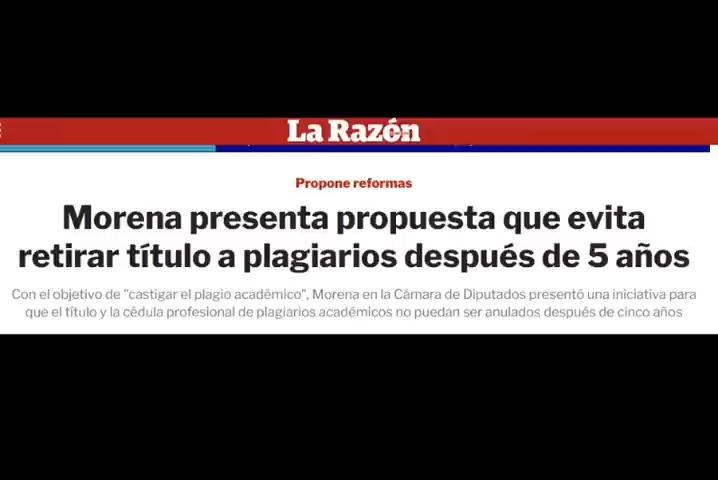 La Razón
Propone reformas
Morena presenta propuesta que evita
retirar título a plagiarios después de 5 años
Con el objetivo de "castigar el plagio académico", Morena en la Cámara de Diputados presentó una iniciativa para
que el título y la cédula profesional de plagiarios académicos no puedan ser anulados después de cinco años